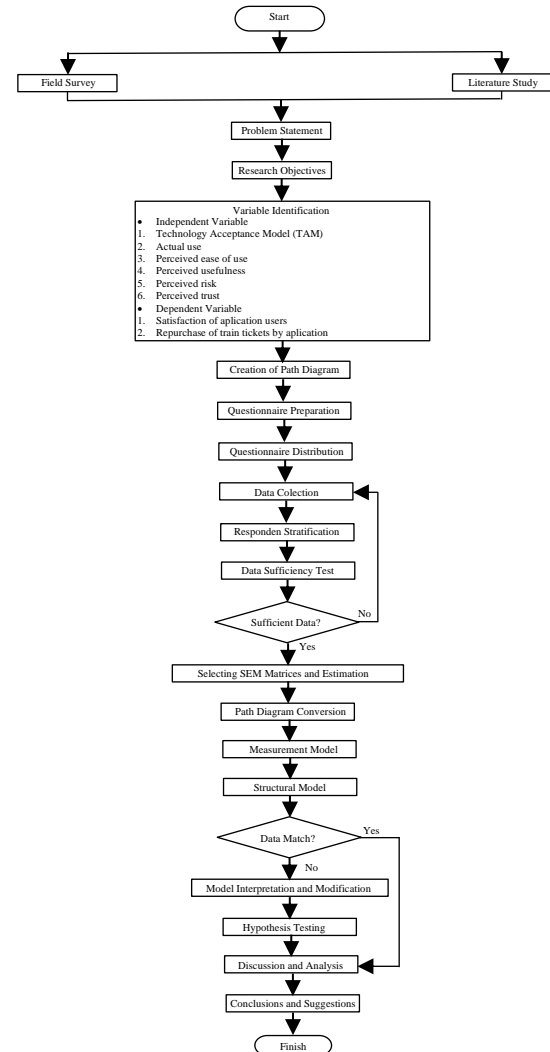 Start
Field Survey
Literature Study
Problem Statement
Research Objectives
Variable Identification
• Independent Variable
1. Technology Acceptance Model (TAM)
2. Actual use
3. Perceived ease of use
4. Perceived usefulness
5. Perceived risk
6. Perceived trust
• Dependent Variable
1. Satisfaction of aplication users
2. Repurchase of train tickets by aplication
Creation of Path Diagram
Questionnaire Preparation
Questionnaire Distribution
Data Colection
Responden Stratification
Data Sufficiency Test
Sufficient Data?
No
Yes
Selecting SEM Matrices and Estimation
Path Diagram Conversion
Measurement Model
Structural Model
Data Match?
Yes
No
Model Interpretation and Modification
Hypothesis Testing
Discussion and Analysis
Conclusions and Suggestions
Finish